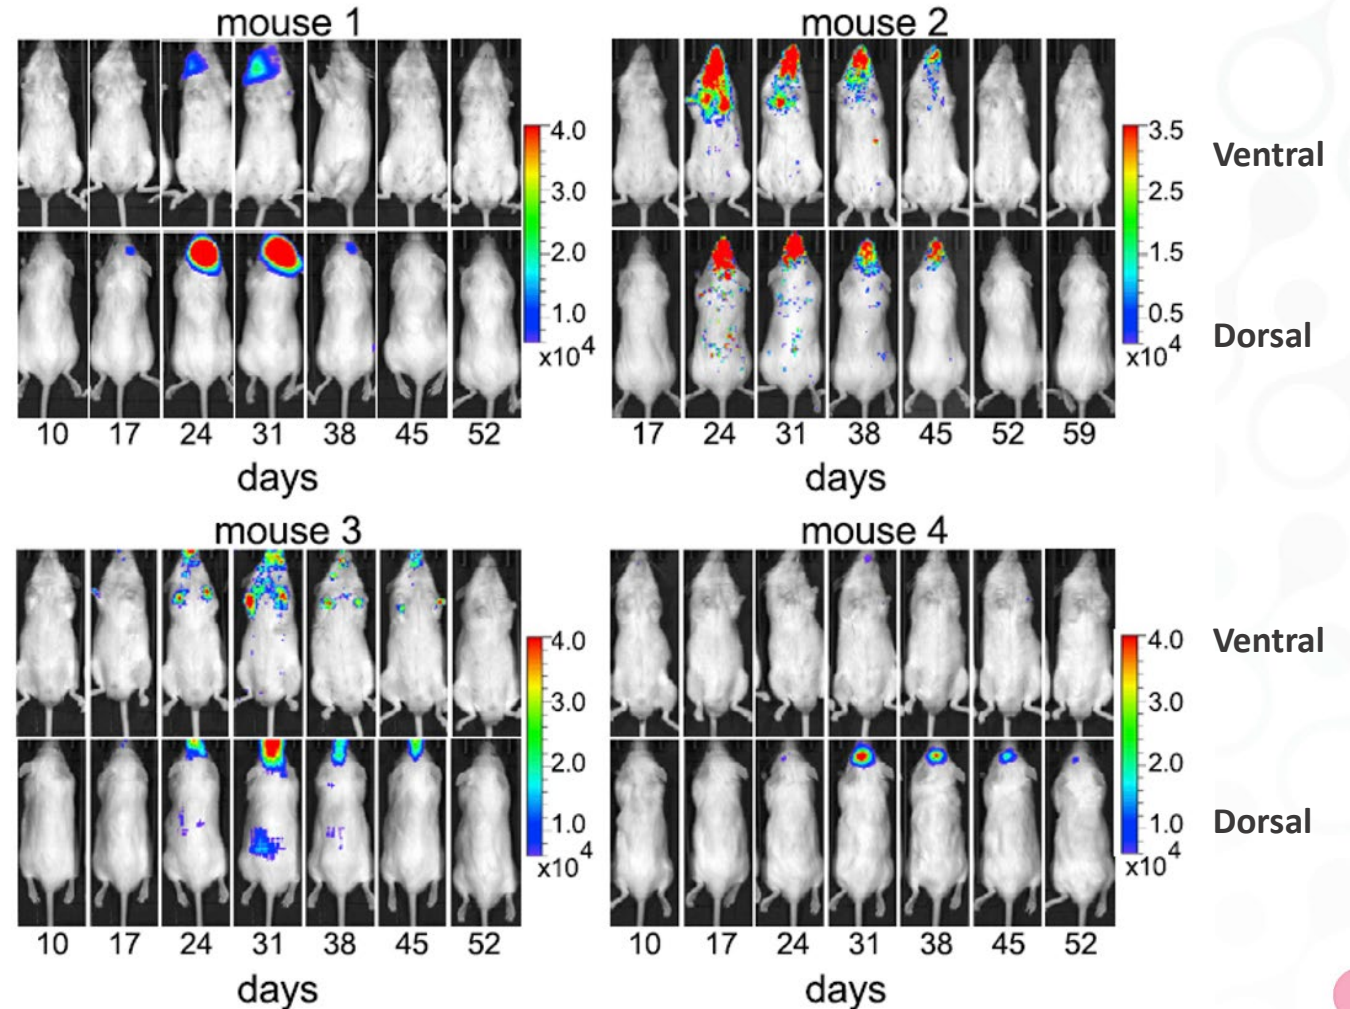 mouse 1
4.0
3.0
2.0
1.0
x10^4
10 17 24 31 38 45 52
days
mouse 2
3.5
2.5
1.5
0.5
x10^4
17 24 31 38 45 52 59
days
Ventral
Dorsal
mouse 3
4.0
3.0
2.0
1.0
x10^4
10 17 24 31 38 45 52
days
mouse 4
4.0
3.0
2.0
1.0
x10^4
10 17 24 31 38 45 52
days
Ventral
Dorsal